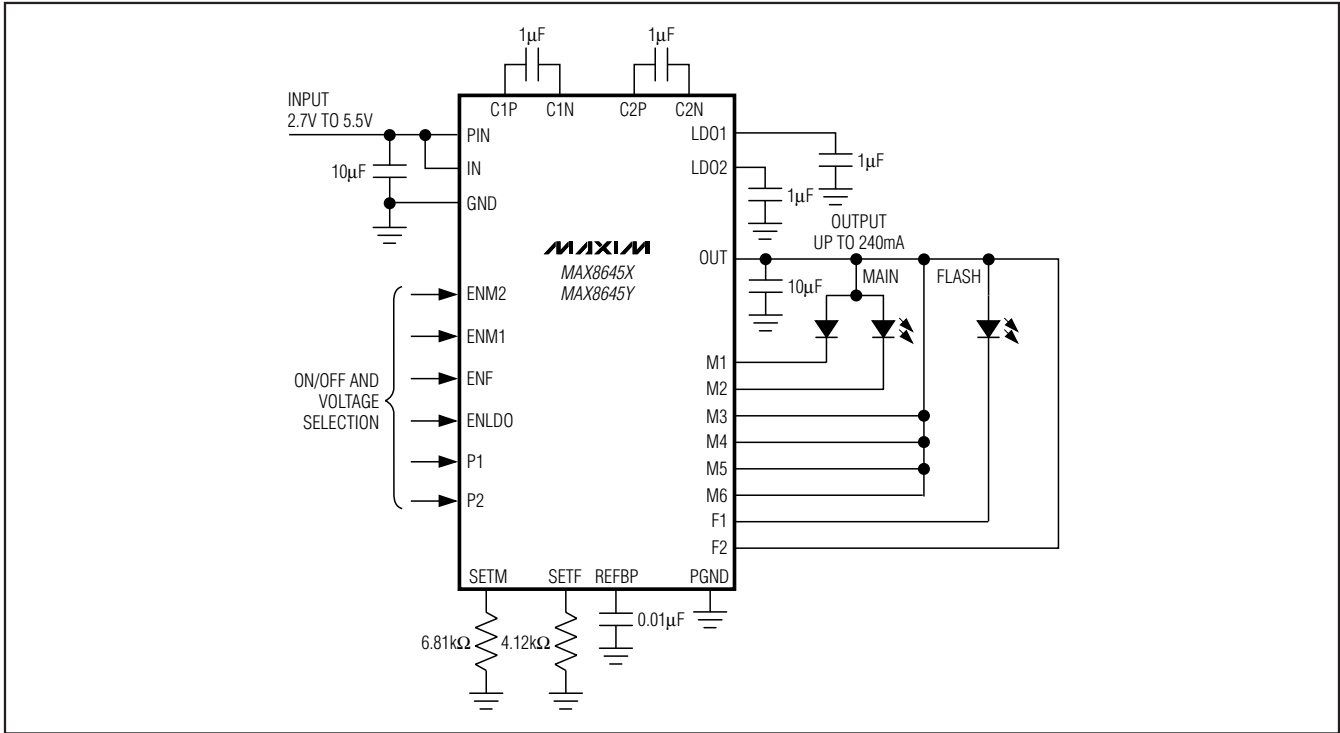 1µF
1µF
INPUT
2.7V TO 5.5V
C1P
C1N
C2P
C2N
PIN
LDO1
10µF
IN
LDO2
1µF
GND
1µF
OUTPUT
UP TO 240mA
MAXIM
MAX8645X
MAX8645Y
OUT
MAIN
FLASH
10µF
ENM2
ENM1
ENF
ENLDO
P1
P2
ON/OFF AND
VOLTAGE
SELECTION
M1
M2
M3
M4
M5
M6
F1
F2
SETM
SETF
REFBP
PGND
6.81kΩ
4.12kΩ
0.01µF